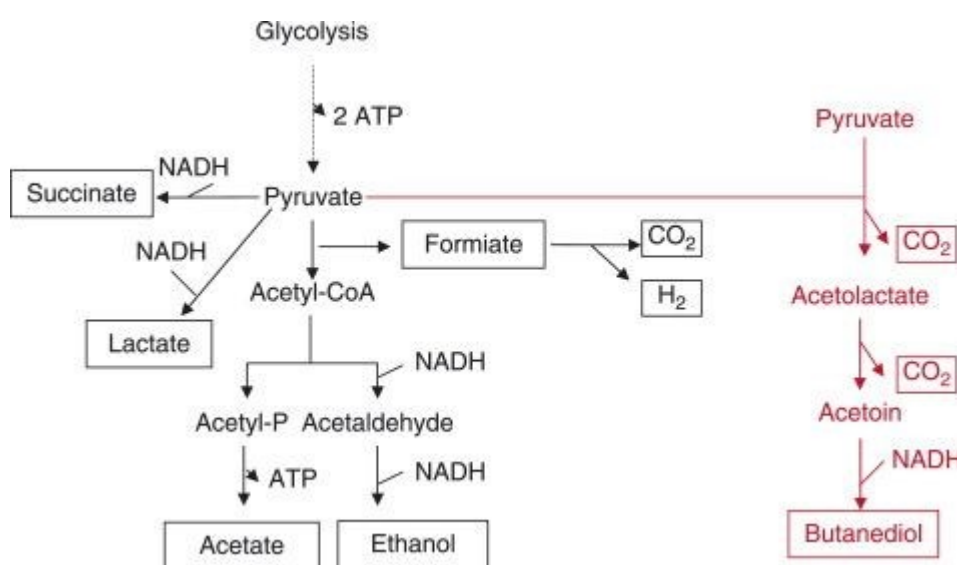 Glycolysis
2 ATP
Pyruvate
NADH
Succinate
Pyruvate
NADH
Formiate
CO₂
CO₂
H₂
Acetyl-CoA
Acetolactate
Lactate
NADH
CO₂
Acetyl-P
Acetaldehyde
Acetoin
ATP
NADH
NADH
Acetate
Ethanol
Butanediol